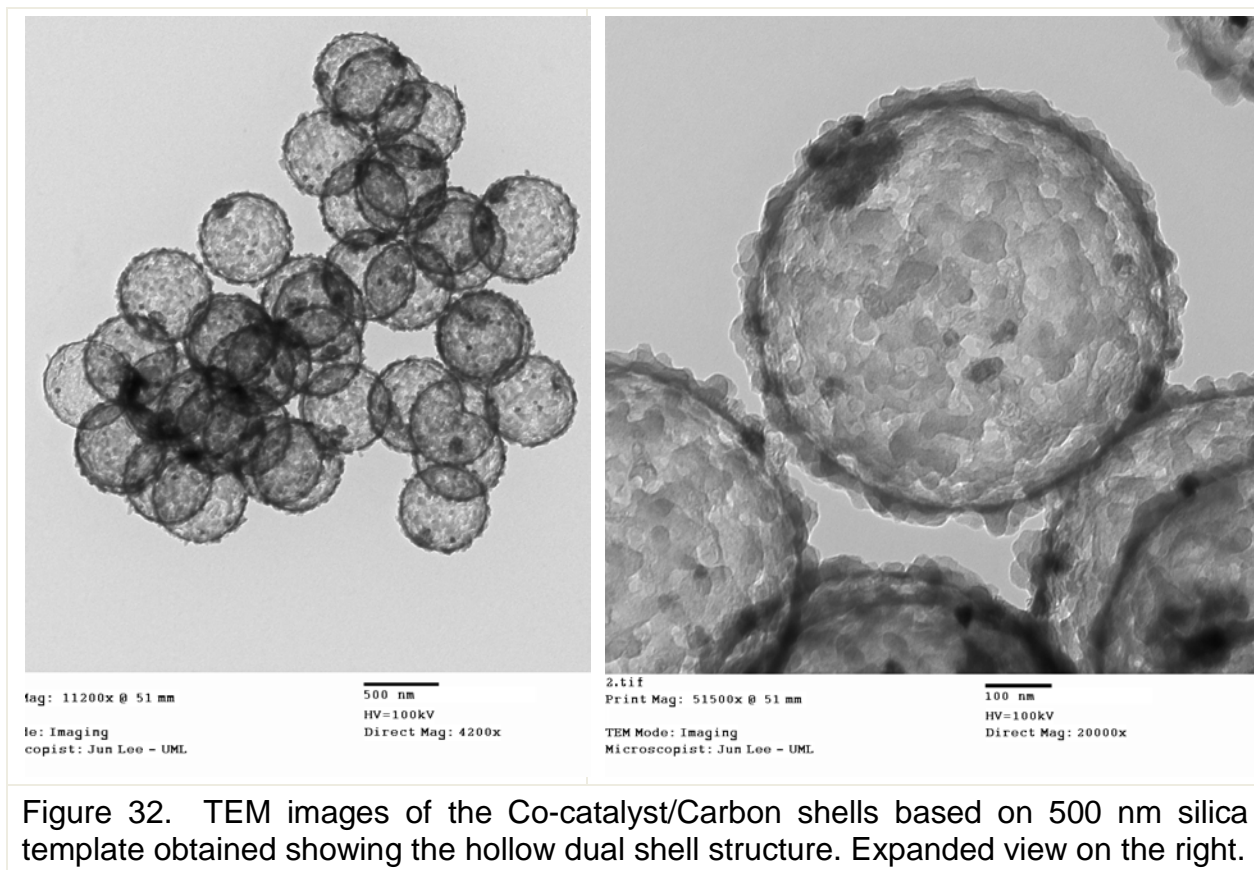 Mag: 11200x @ 51 mm
500 nm
HV=100kV
de: Imaging
Direct Mag: 4200x
copist: Jun Lee - UML
2.tif
Print Mag: 51500x @ 51 mm
100 nm
HV=100kV
TEM Mode: Imaging
Direct Mag: 20000x
Microscopist: Jun Lee - UML
Figure 32. TEM images of the Co-catalyst/Carbon shells based on 500 nm silica
template obtained showing the hollow dual shell structure. Expanded view on the right.